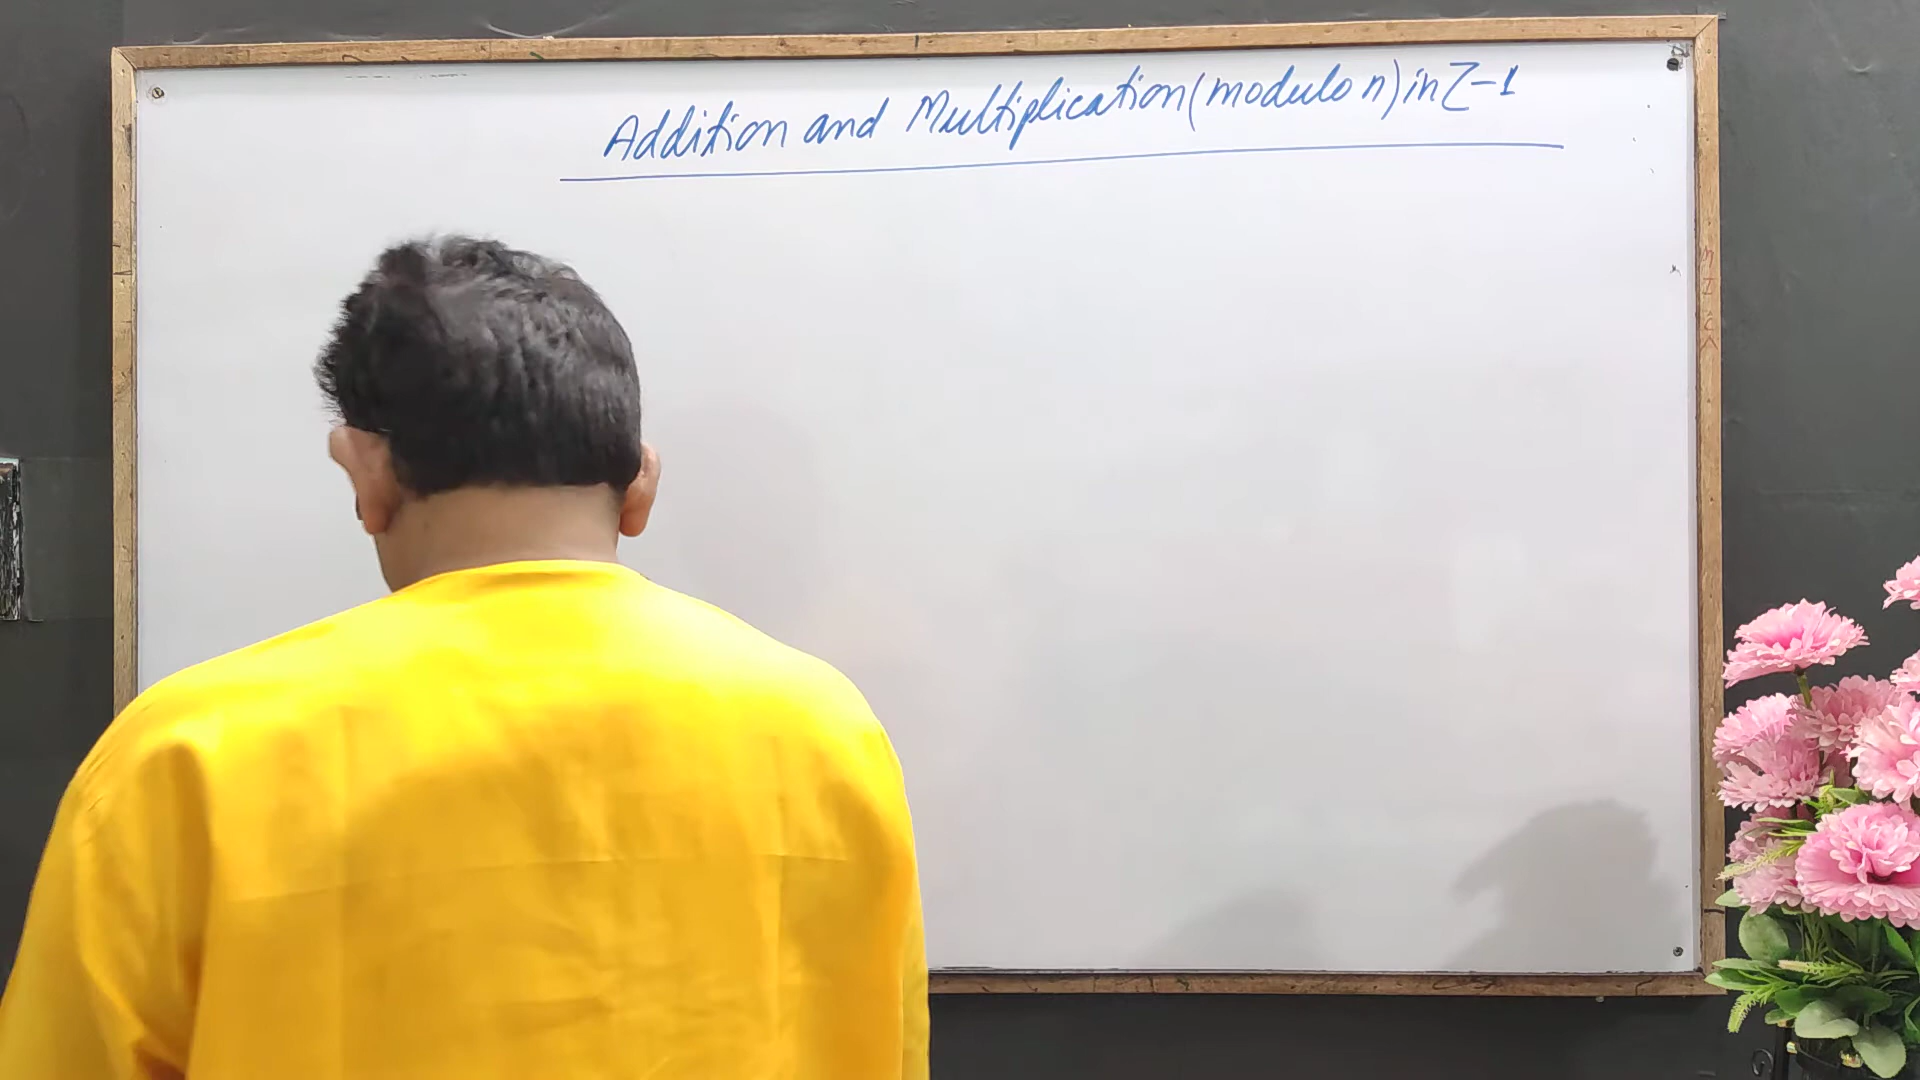 Addition and Multiplication (modulo n) in Z-1